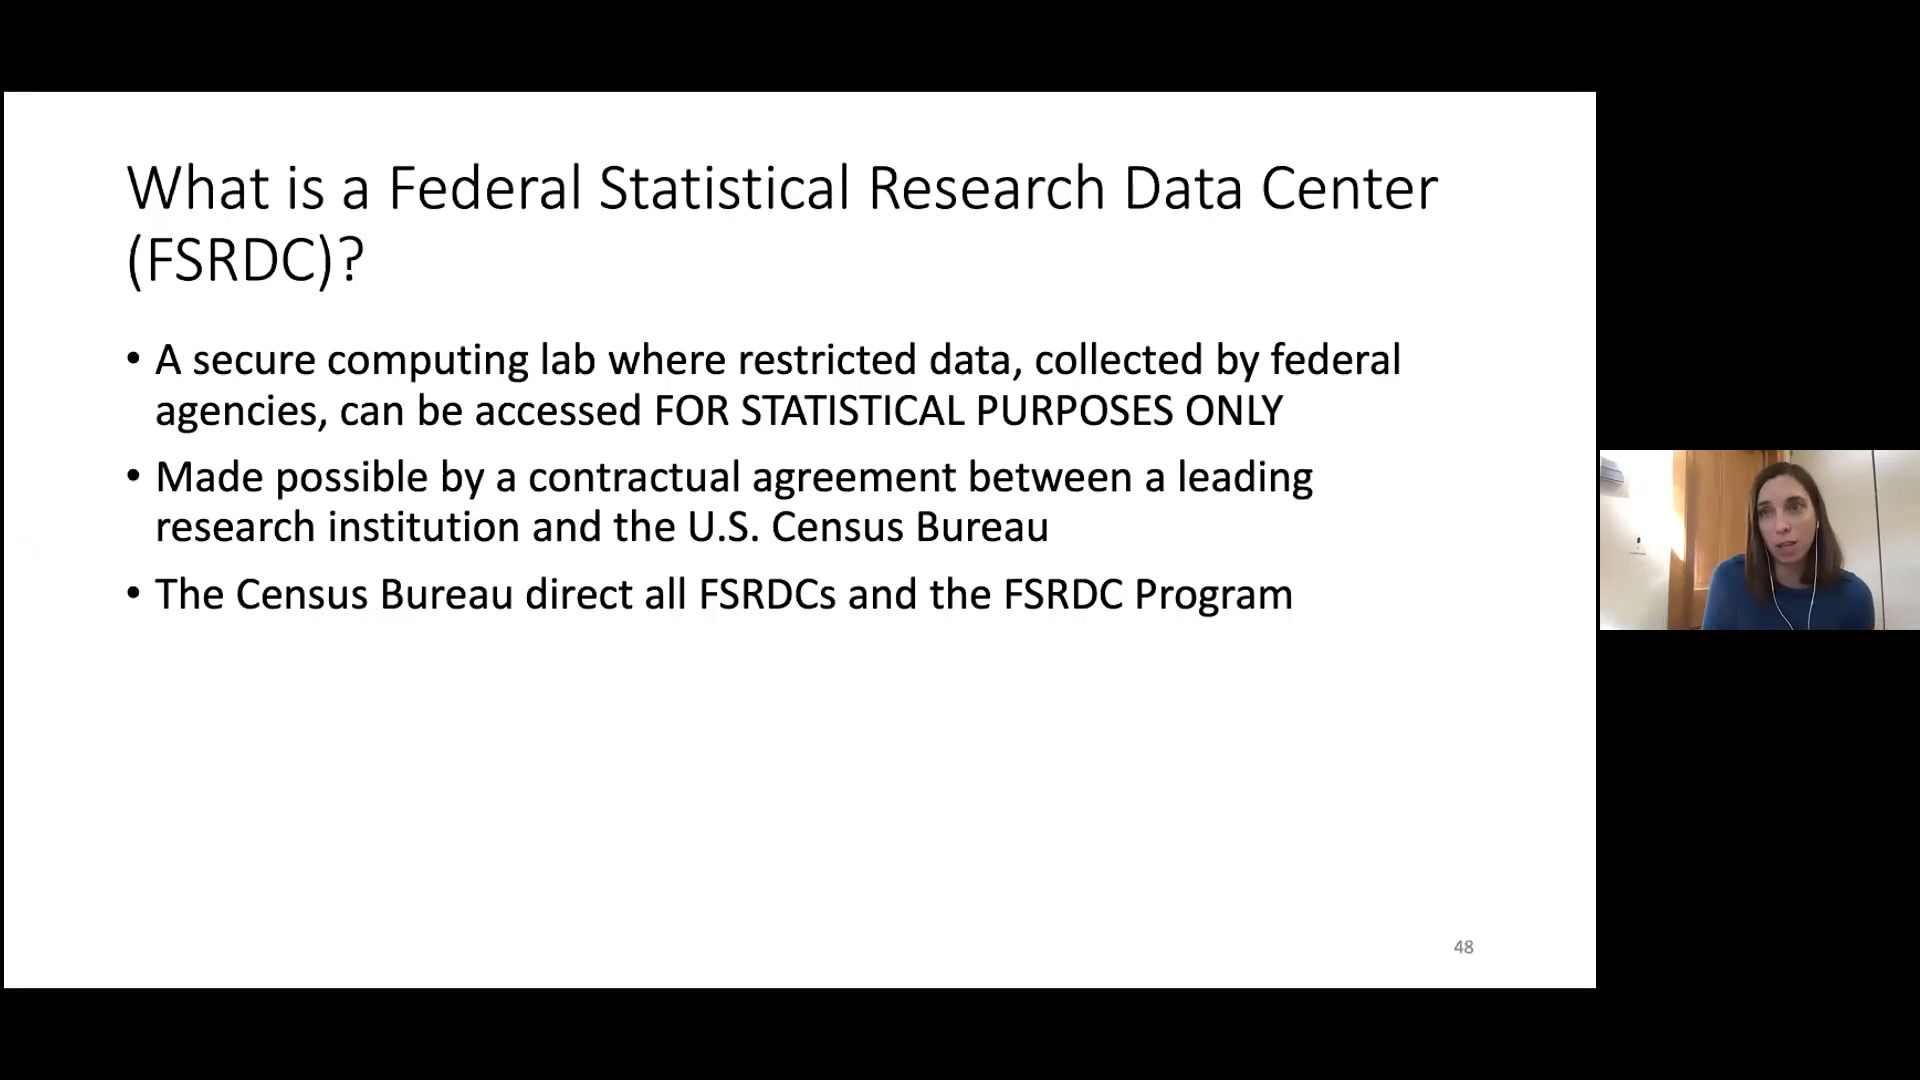 What is a Federal Statistical Research Data Center
(FSRDC)?
• A secure computing lab where restricted data, collected by federal
agencies, can be accessed FOR STATISTICAL PURPOSES ONLY
• Made possible by a contractual agreement between a leading
research institution and the U.S. Census Bureau
• The Census Bureau direct all FSRDCs and the FSRDC Program
48